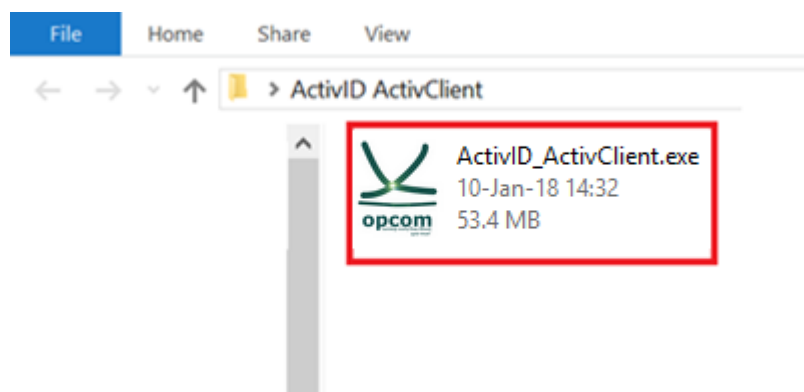 File Home Share View
ActivID ActivClient
ActivID_ActivClient.exe
10-Jan-18 14:32
53.4 MB
opcom